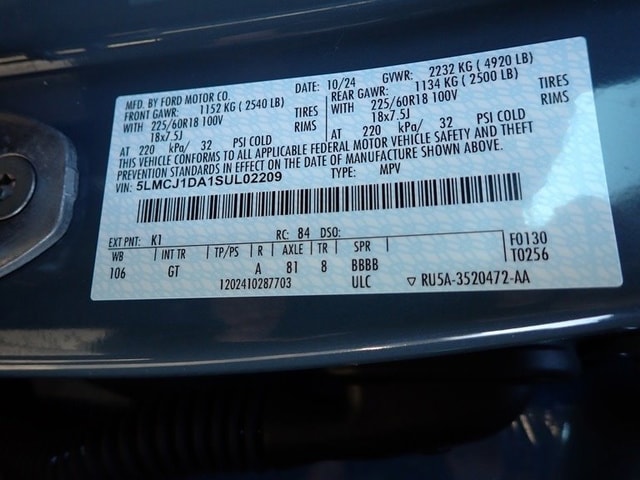 MFD. BY FORD MOTOR CO. DATE: 10/24 GVWR: 2232 KG ( 4920 LB)
FRONT GAWR: 1152 KG ( 2540 LB) REAR GAWR: 1134 KG ( 2500 LB)
WITH 225/60R18 100V TIRES WITH 225/60R18 100V TIRES
18x7.5J RIMS 18x7.5J RIMS
AT 220 kPa/ 32 PSI COLD AT 220 kPa/ 32 PSI COLD
THIS VEHICLE CONFORMS TO ALL APPLICABLE FEDERAL MOTOR VEHICLE SAFETY AND THEFT
PREVENTION STANDARDS IN EFFECT ON THE DATE OF MANUFACTURE SHOWN ABOVE.
VIN: 5LMCJ1DA1SUL02209 TYPE: MPV
EXT PNT: K1 RC: 84 DSO: F0130
WB INT TR TP/PS R AXLE TR SPR T0256
106 GT A 81 8 BBBB
1202410287703 ULC ▽ RU5A-3520472-AA